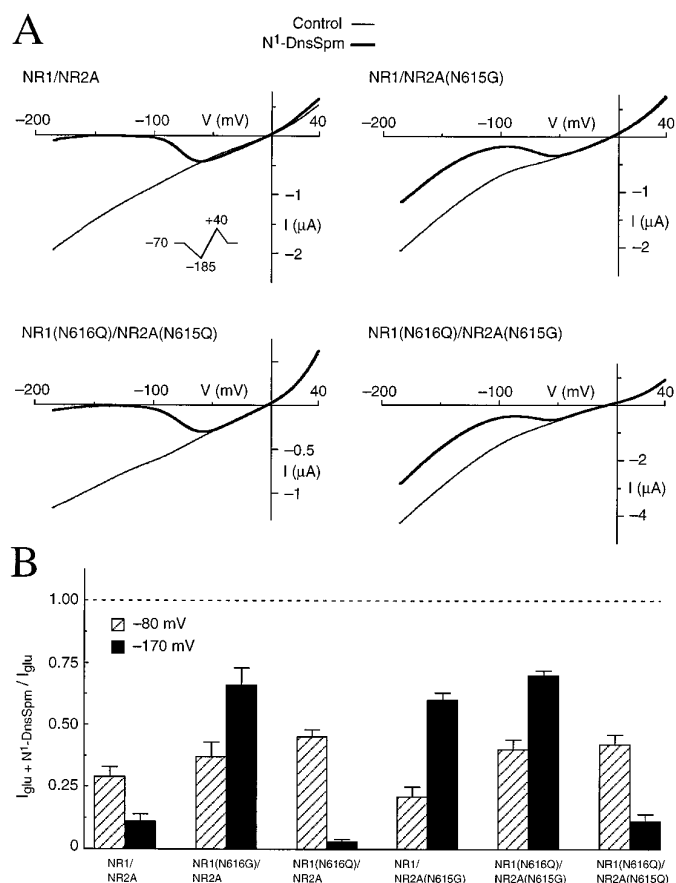 A
Control
N¹-DnsSpm
NR1/NR2A
NR1/NR2A(N615G)
−200
−100
V (mV)
40
−1
I (μA)
−2
+40
−70
−185
−200
−100
V (mV)
40
−1
I (μA)
−2
NR1(N616Q)/NR2A(N615Q)
NR1(N616Q)/NR2A(N615G)
−200
−100
V (mV)
40
−0.5
I (μA)
−1
−200
−100
V (mV)
40
−2
I (μA)
−4
B
1.00
0.75
0.50
0.25
0
Iglu + N¹-DnsSpm / Iglu
−80 mV
−170 mV
NR1/
NR2A
NR1(N616G)/
NR2A
NR1(N616Q)/
NR2A
NR1/
NR2A(N615G)
NR1(N616Q)/
NR2A(N615G)
NR1(N616Q)/
NR2A(N615Q)